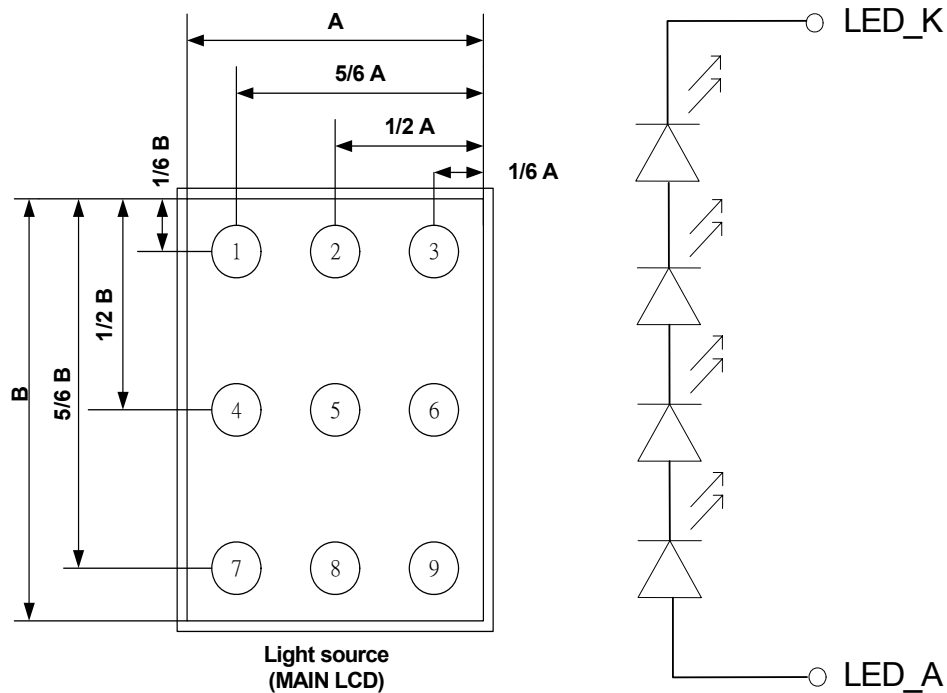 A
5/6 A
1/2 A
1/6 A
1/6 B
1/2 B
5/6 B
B
1
2
3
4
5
6
7
8
9
Light source
(MAIN LCD)
LED_K
LED_A